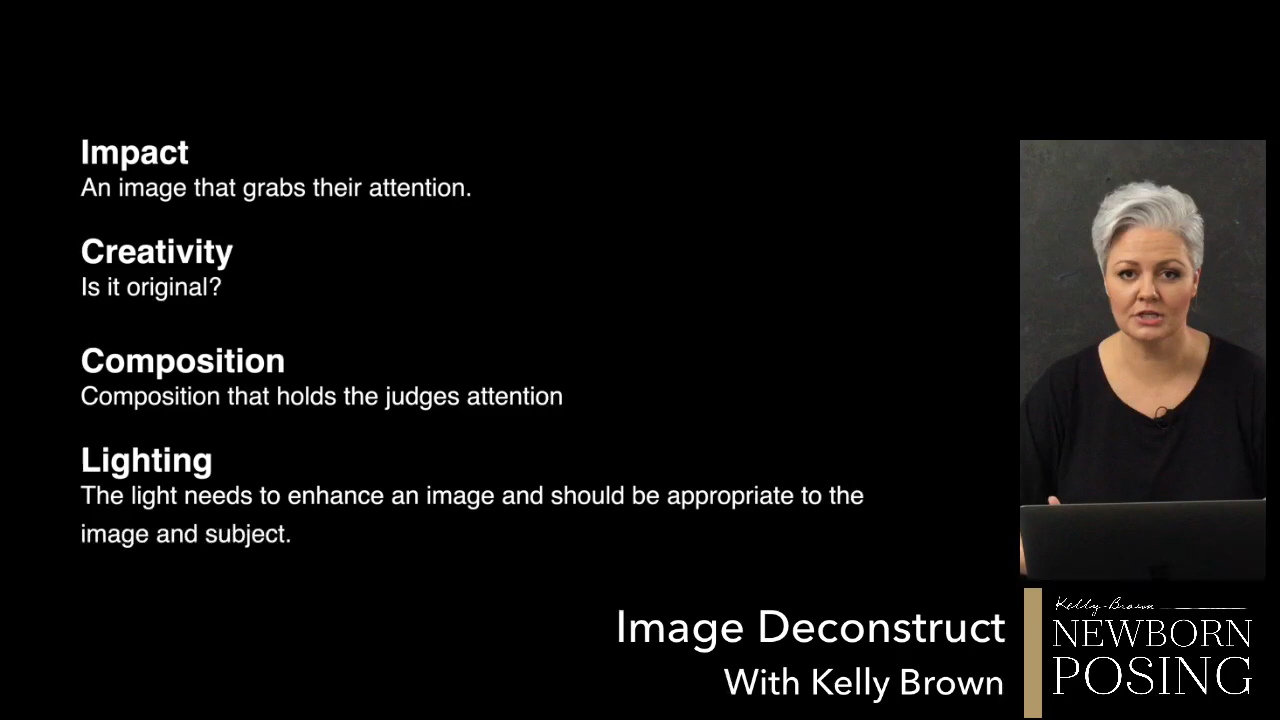 Impact
An image that grabs their attention.
Creativity
Is it original?
Composition
Composition that holds the judges attention
Lighting
The light needs to enhance an image and should be appropriate to the
image and subject.
Image Deconstruct
With Kelly Brown
Kelly Brown
NEWBORN
POSING